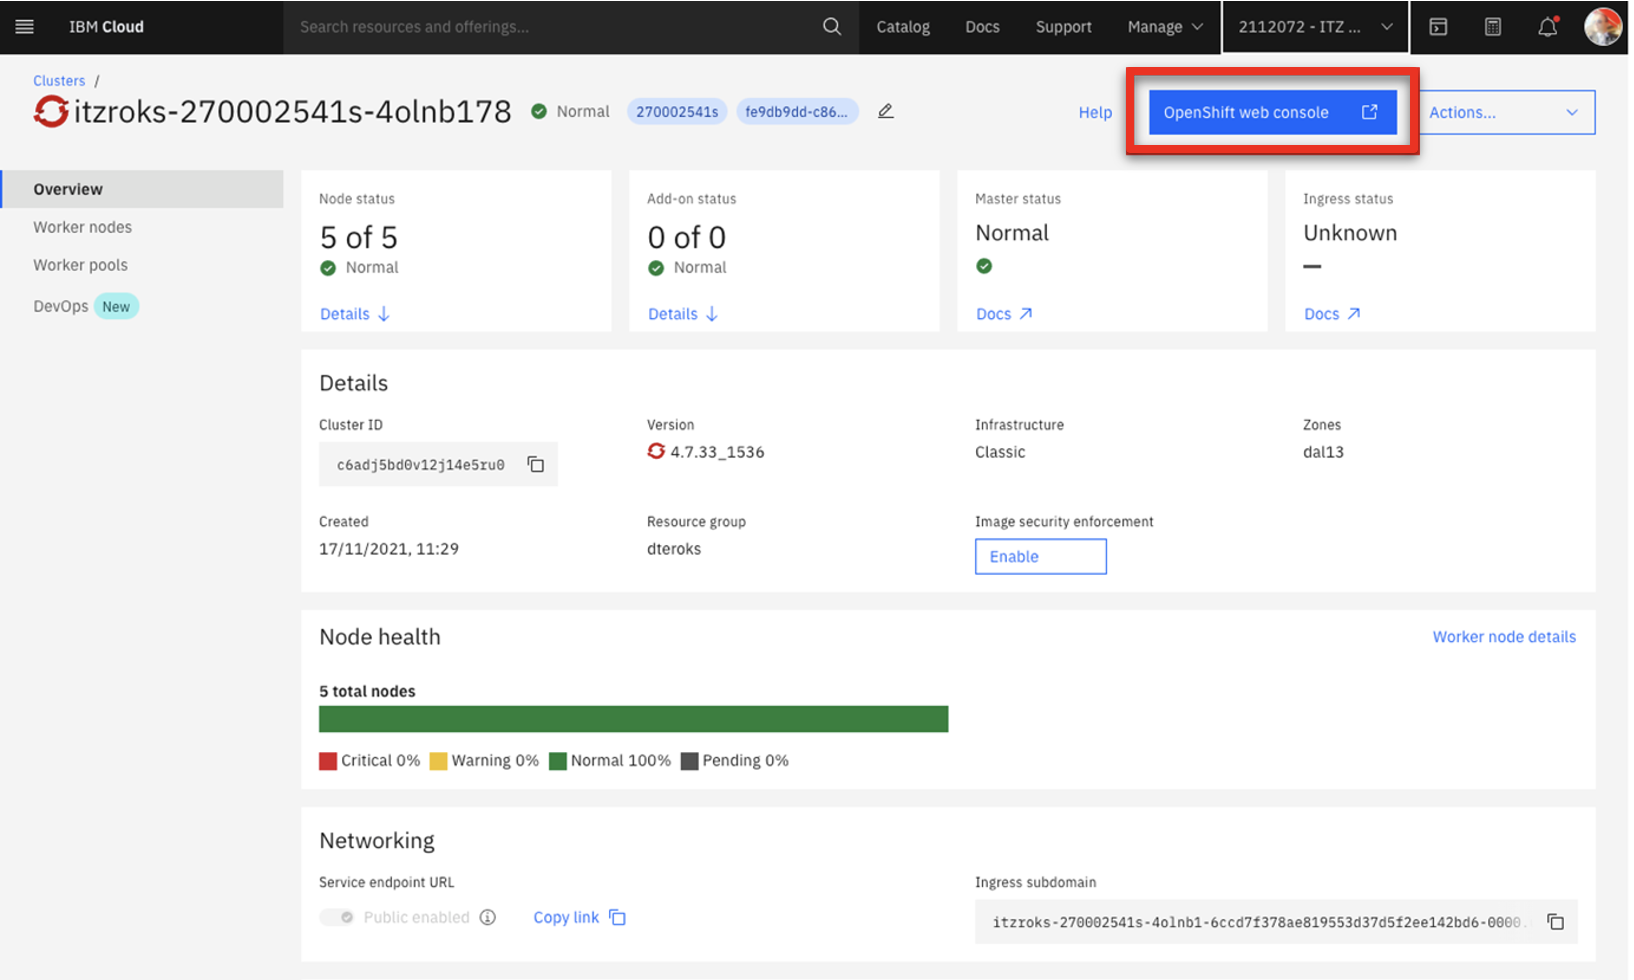 IBM Cloud
Search resources and offerings...
Catalog
Docs
Support
Manage
2112072 - ITZ ...
Clusters /
itzroks-270002541s-4olnb178
Normal
270002541s
fe9db9dd-c86...
Help
OpenShift web console
Actions...
Overview
Worker nodes
Worker pools
DevOps New
Node status
5 of 5
Normal
Details
Add-on status
0 of 0
Normal
Details
Master status
Normal
Docs
Ingress status
Unknown
–
Docs
Details
Cluster ID
c6adj5bd0v12j14e5ru0
Version
4.7.33_1536
Infrastructure
Classic
Zones
dal13
Created
17/11/2021, 11:29
Resource group
dteroks
Image security enforcement
Enable
Node health
Worker node details
5 total nodes
Critical 0% Warning 0% Normal 100% Pending 0%
Networking
Service endpoint URL
Public enabled
Copy link
Ingress subdomain
itzroks-270002541s-4olnb1-6ccd7f378ae819553d37d5f2ee142bd6-0000.